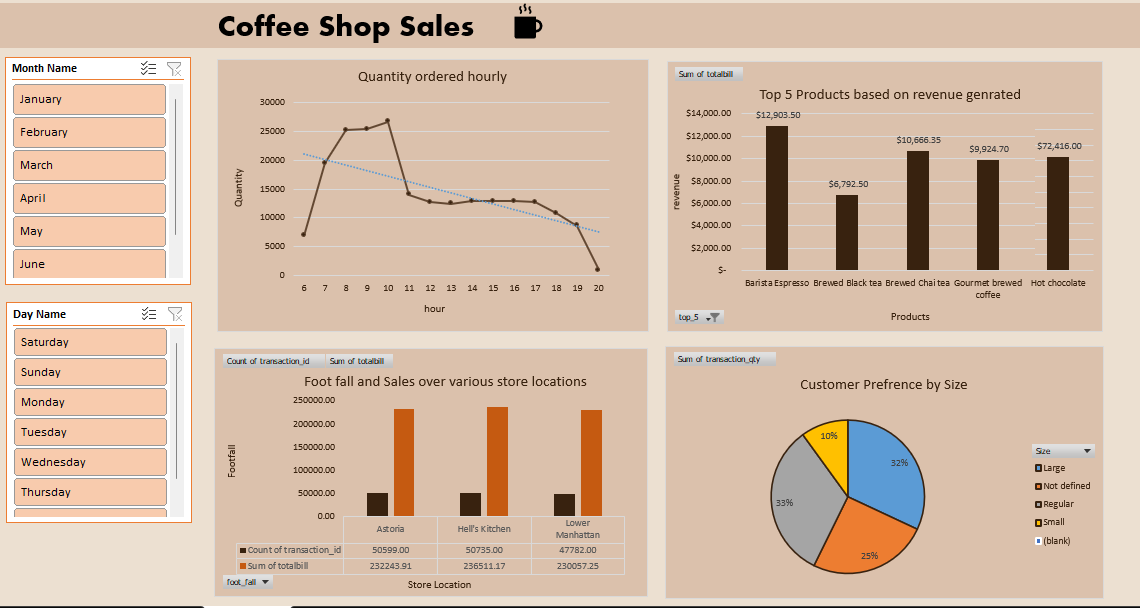 Coffee Shop Sales
Month Name
January
February
March
April
May
June
Day Name
Saturday
Sunday
Monday
Tuesday
Wednesday
Thursday
Quantity ordered hourly
30000
25000
20000
15000
10000
5000
0
Quantity
6 7 8 9 10 11 12 13 14 15 16 17 18 19 20
hour
Sum of totalbill
Top 5 Products based on revenue genrated
$14,000.00
$12,000.00
$10,000.00
$8,000.00
$6,000.00
$4,000.00
$2,000.00
$-
revenue
$12,903.50
$6,792.50
$10,666.35
$9,924.70
$72,416.00
Barista Espresso Brewed Black tea Brewed Chai tea Gourmet brewed Hot chocolate
coffee
top_5
Products
Count of transaction_id Sum of totalbill
Foot fall and Sales over various store locations
250000.00
200000.00
150000.00
100000.00
50000.00
0.00
Footfall
Astoria Hell's Kitchen Lower
Manhattan
Count of transaction_id 50599.00 50735.00 47782.00
Sum of totalbill 232243.91 236511.17 230057.25
foot_fall
Store Location
Sum of transaction_qty
Customer Prefrence by Size
10%
32%
33%
25%
Size
Large
Not defined
Regular
Small
(blank)